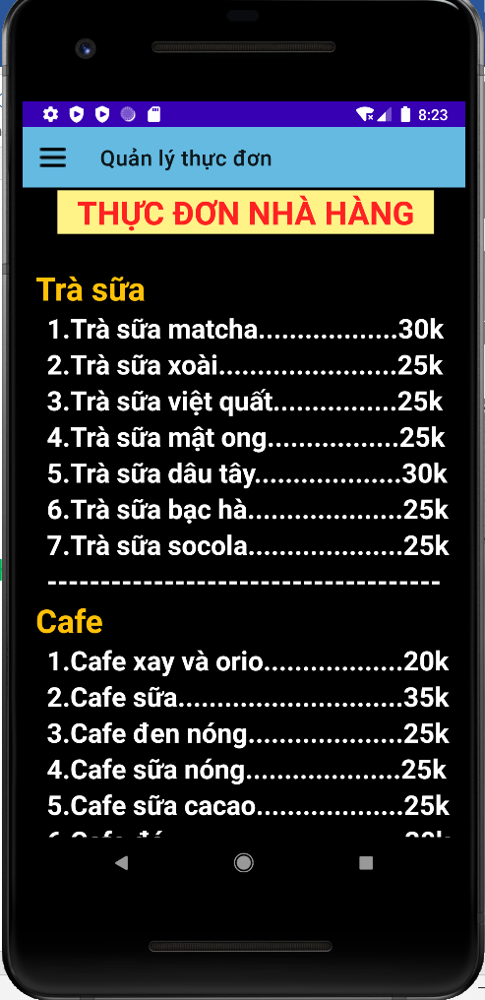 8:23
Quản lý thực đơn
THỰC ĐƠN NHÀ HÀNG
Trà sữa
1.Trà sữa matcha..................30k
2.Trà sữa xoài.......................25k
3.Trà sữa việt quất................25k
4.Trà sữa mật ong.................25k
5.Trà sữa dâu tây...................30k
6.Trà sữa bạc hà....................25k
7.Trà sữa socola....................25k
-------------------------------------
Cafe
1.Cafe xay và orio..................20k
2.Cafe sữa.............................35k
3.Cafe đen nóng....................25k
4.Cafe sữa nóng....................25k
5.Cafe sữa cacao...................25k